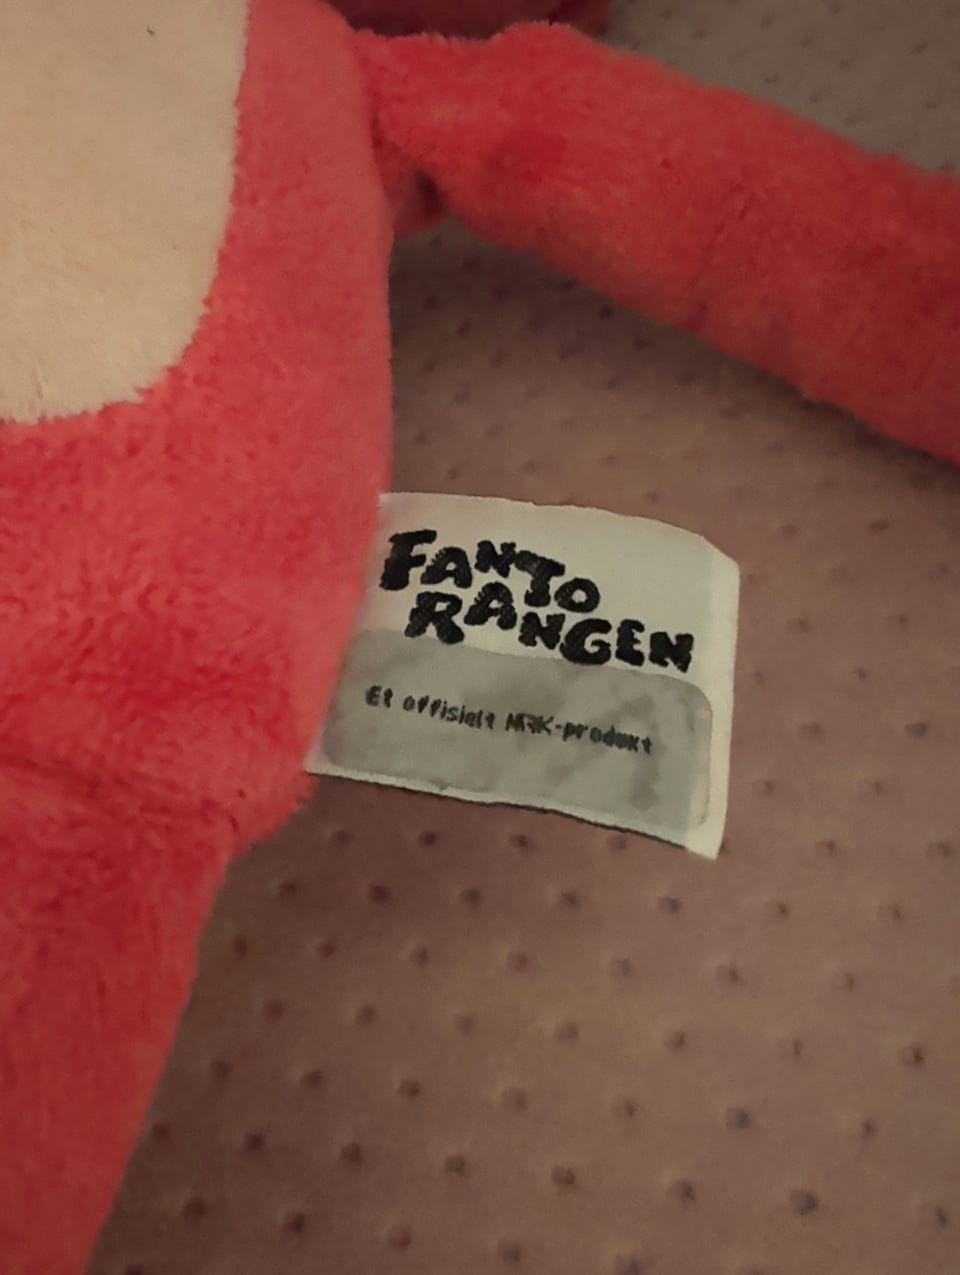 FANTO
RANGEN
Et offisielt NRK-produkt